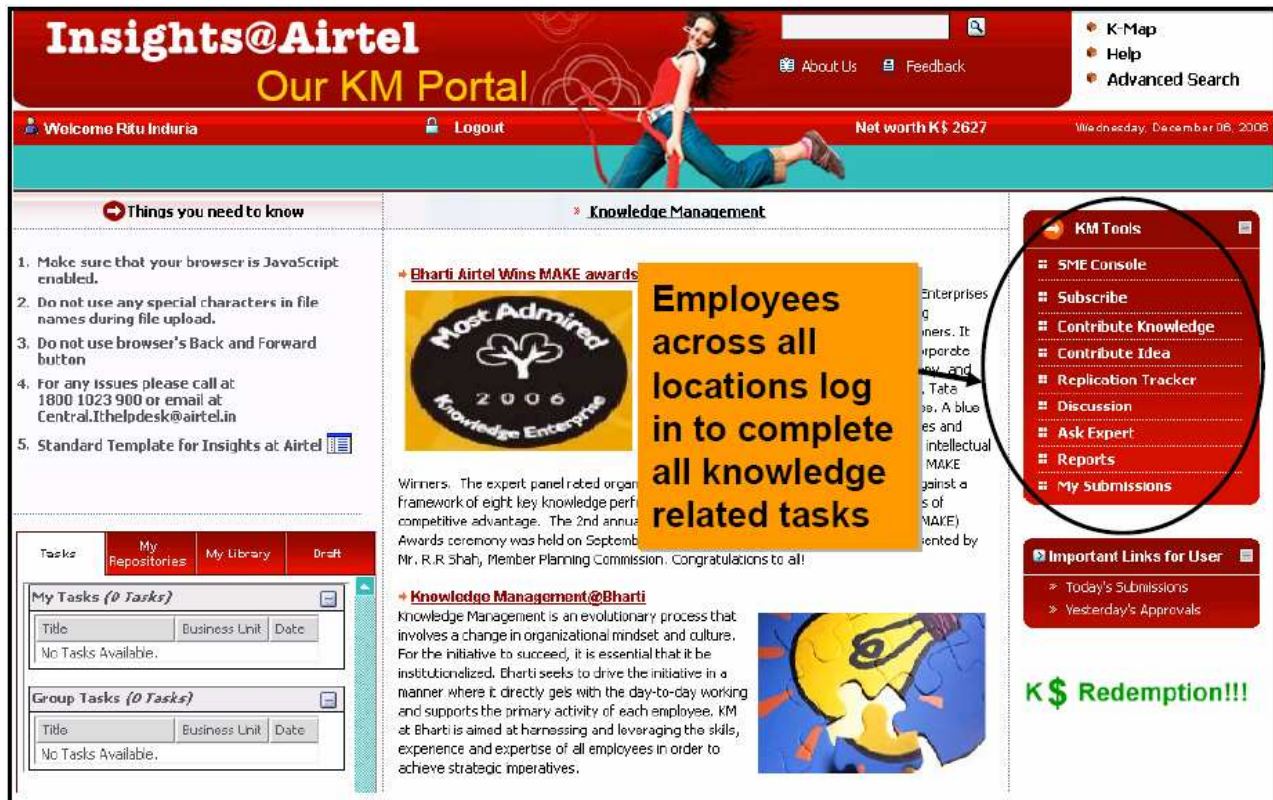 Insights@Airtel
Our KM Portal
About Us Feedback
K-Map
Help
Advanced Search
Welcome Ritu Induria Logout Net worth K$ 2627 Wednesday, December 06, 2006
Things you need to know
1. Make sure that your browser is JavaScript
enabled.
2. Do not use any special characters in file
names during file upload.
3. Do not use browser's Back and Forward
button
4. For any issues please call at
1800 1023 900 or email at
Central.Ithelpdesk@airtel.in
5. Standard Template for Insights at Airtel
Tasks My Repositories My Library Draft
My Tasks (0 Tasks)
Title Business Unit Date
No Tasks Available.
Group Tasks (0 Tasks)
Title Business Unit Date
No Tasks Available.
» Knowledge Management
Bharti Airtel Wins MAKE awards
Most Admired
2006
Knowledge Enterprise
Enterprises
ners. It
rporate
ny, and
, Tata
e. A blue
es and
intellectual
MAKE
Winners. The expert panel rated organ gainst a
framework of eight key knowledge perf s of
competitive advantage. The 2nd annua MAKE)
Awards ceremony was held on Septemb ented by
Mr. R.R Shah, Member Planning Commission. Congratulations to all!
Employees
across all
locations log
in to complete
all knowledge
related tasks
Knowledge Management@Bharti
Knowledge Management is an evolutionary process that
involves a change in organizational mindset and culture.
For the initiative to succeed, it is essential that it be
institutionalized. Bharti seeks to drive the initiative in a
manner where it directly gels with the day-to-day working
and supports the primary activity of each employee. KM
at Bharti is aimed at harnessing and leveraging the skills,
experience and expertise of all employees in order to
achieve strategic imperatives.
KM Tools
SME Console
Subscribe
Contribute Knowledge
Contribute Idea
Replication Tracker
Discussion
Ask Expert
Reports
My Submissions
Important Links for User
» Today's Submissions
» Yesterday's Approvals
K$ Redemption!!!